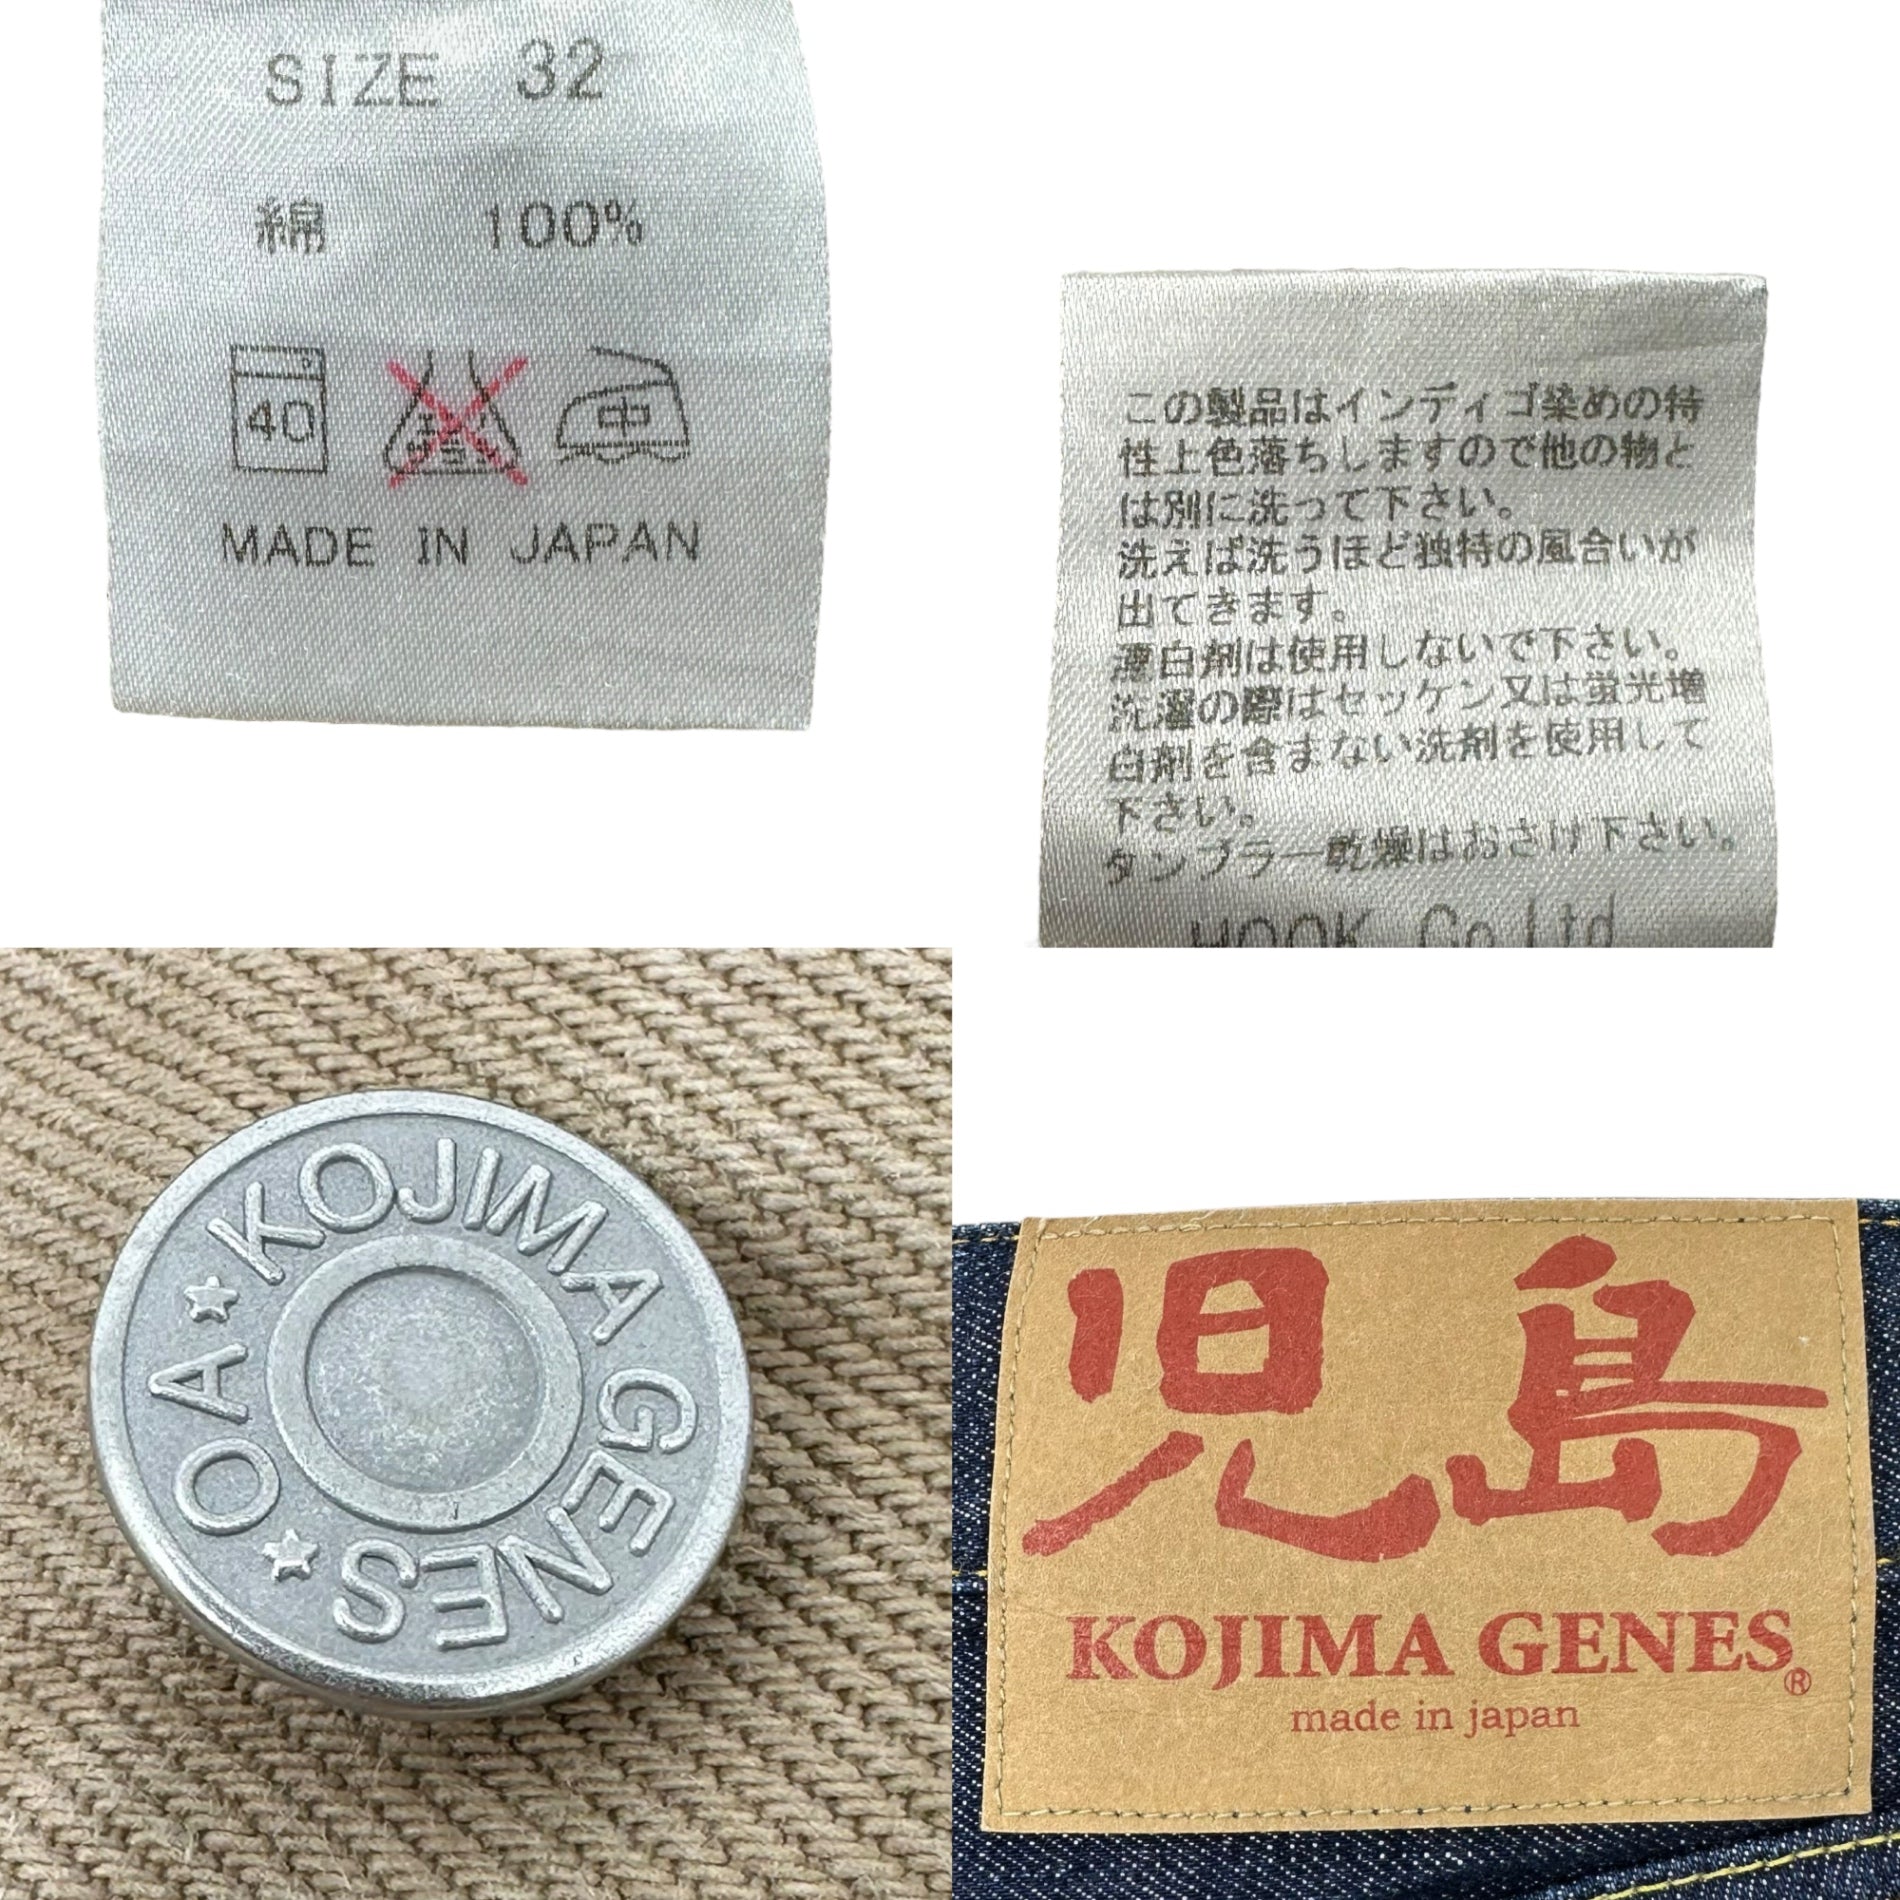 SIZE 32
綿 100%
40
中
MADE IN JAPAN
この製品はインディゴ染めの特
性上色落ちしますので他の物と
は別に洗って下さい。
洗えば洗うほど独特の風合いが
出てきます。
漂白剤は使用しないで下さい。
洗濯の際はセッケン又は蛍光増
白剤を含まない洗剤を使用して
下さい。
タンブラー乾燥はおさけ下さい。
HOOK Co.Ltd
★KOJIMA GENES★OA
児島
KOJIMA GENES®
made in japan